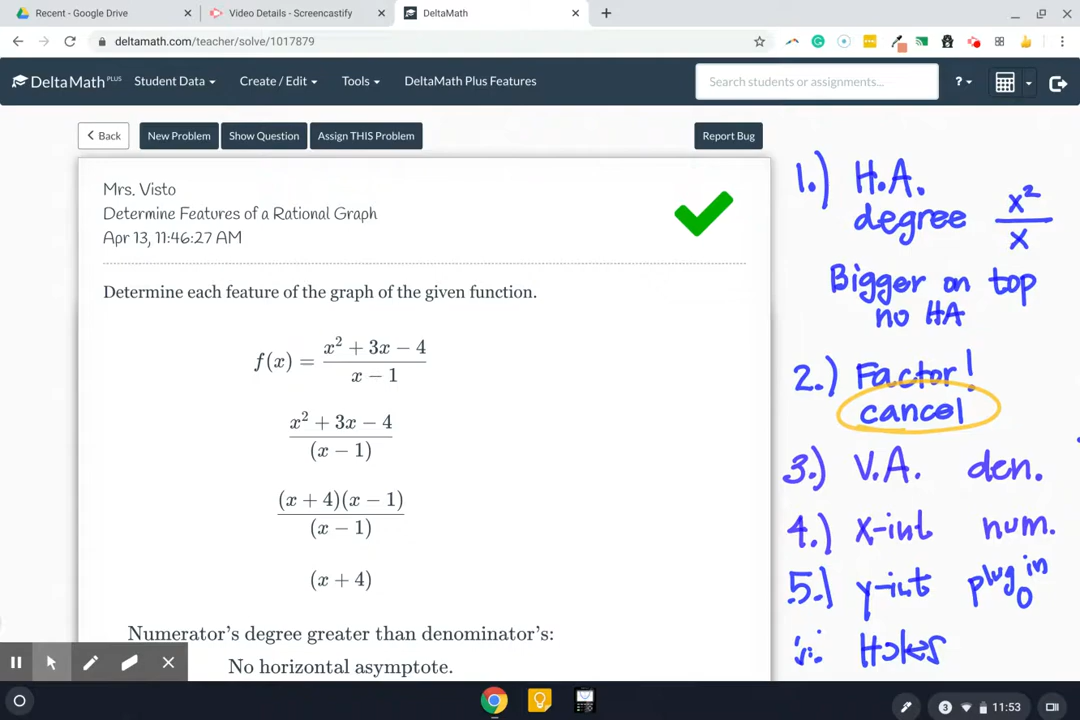 Recent - Google Drive
Video Details - Screencastify
DeltaMath
deltamath.com/teacher/solve/1017879
DeltaMath PLUS
Student Data
Create / Edit
Tools
DeltaMath Plus Features
Search students or assignments...
?
Back
New Problem
Show Question
Assign THIS Problem
Report Bug
Mrs. Visto
Determine Features of a Rational Graph
Apr 13, 11:46:27 AM
Determine each feature of the graph of the given function.
f(x) = (x² + 3x − 4)/(x − 1)
x² + 3x − 4
(x − 1)
(x + 4)(x − 1)
(x − 1)
(x + 4)
Numerator's degree greater than denominator's:
No horizontal asymptote.
1.) H.A.
degree x²/x
Bigger on top
no HA
2.) Factor!
cancel
3.) V.A. den.
4.) x-int num.
5.) y-int plug in 0
Holes
3
11:53